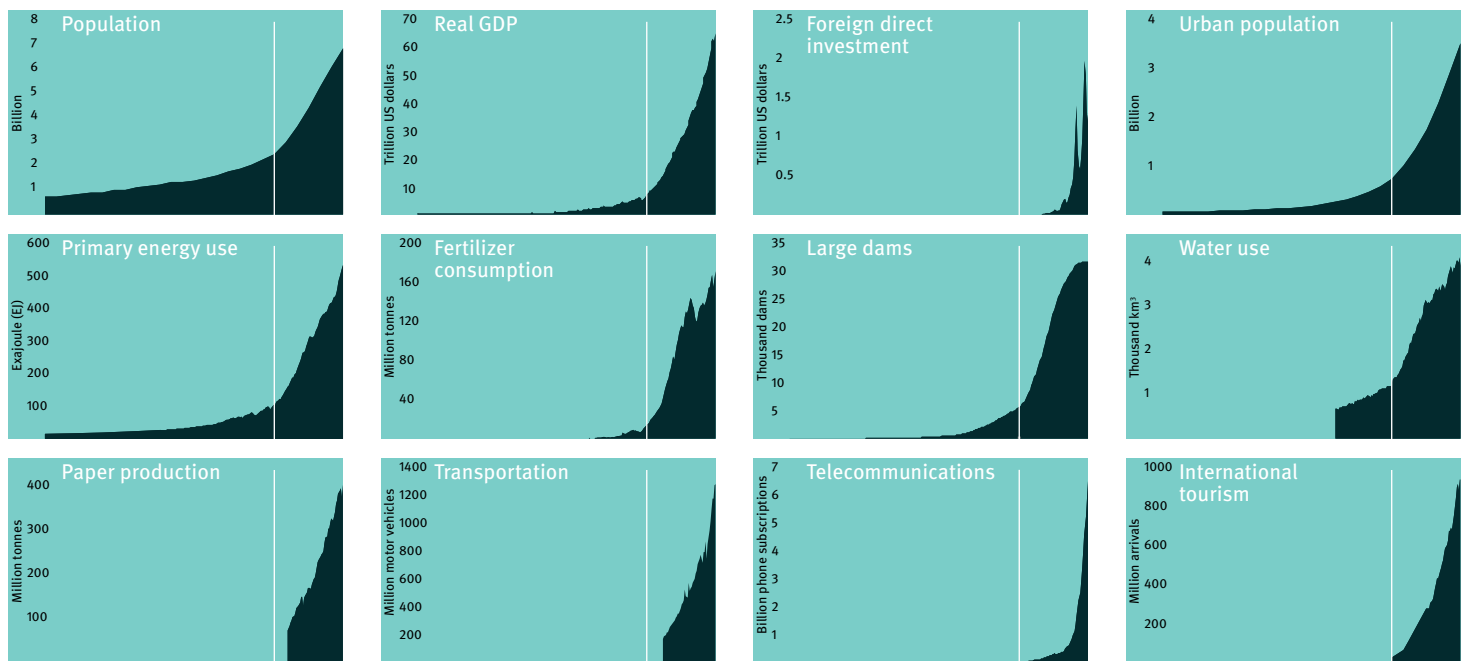 Population
8
7
6
5
4
3
2
1
Billion
Real GDP
70
60
50
40
30
20
10
Trillion US dollars
Foreign direct
investment
2.5
2
1.5
1
0.5
Trillion US dollars
Urban population
4
3
2
1
Billion
Primary energy use
600
500
400
300
200
100
Exajoule (EJ)
Fertilizer
consumption
200
160
120
80
40
Million tonnes
Large dams
35
30
25
20
15
10
5
Thousand dams
Water use
4
3
2
1
Thousand km³
Paper production
400
300
200
100
Million tonnes
Transportation
1400
1200
1000
800
600
400
200
Million motor vehicles
Telecommunications
7
6
5
4
3
2
1
Billion phone subscriptions
International
tourism
1000
800
600
400
200
Million arrivals